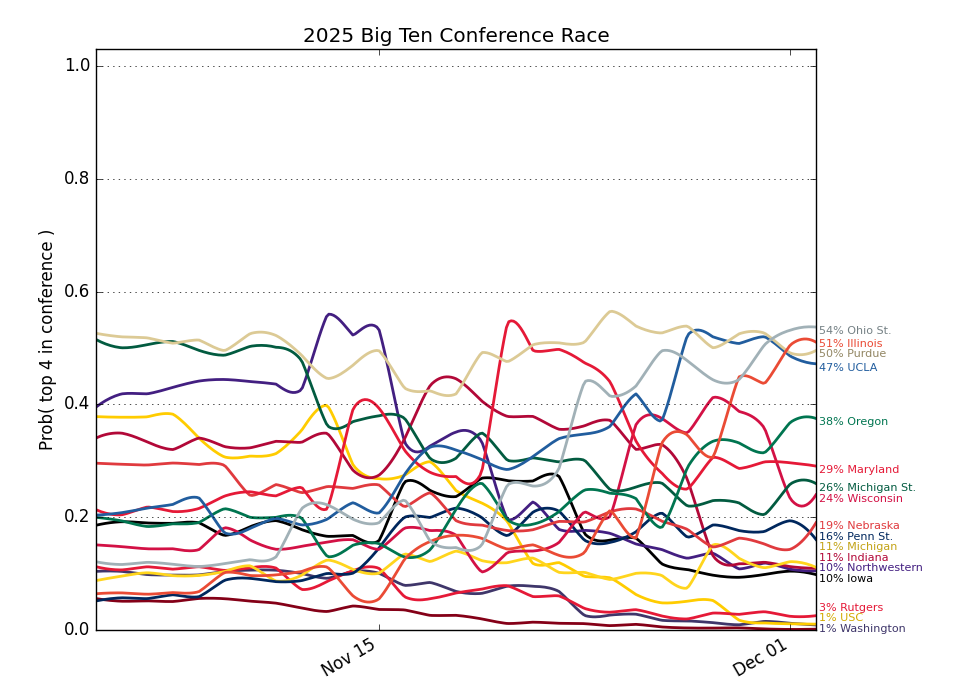 2025 Big Ten Conference Race
Prob( top 4 in conference )
1.0
0.8
0.6
0.4
0.2
0.0
Nov 15
Dec 01
54% Ohio St.
51% Illinois
50% Purdue
47% UCLA
38% Oregon
29% Maryland
26% Michigan St.
24% Wisconsin
19% Nebraska
16% Penn St.
11% Michigan
11% Indiana
10% Northwestern
10% Iowa
3% Rutgers
1% USC
1% Washington